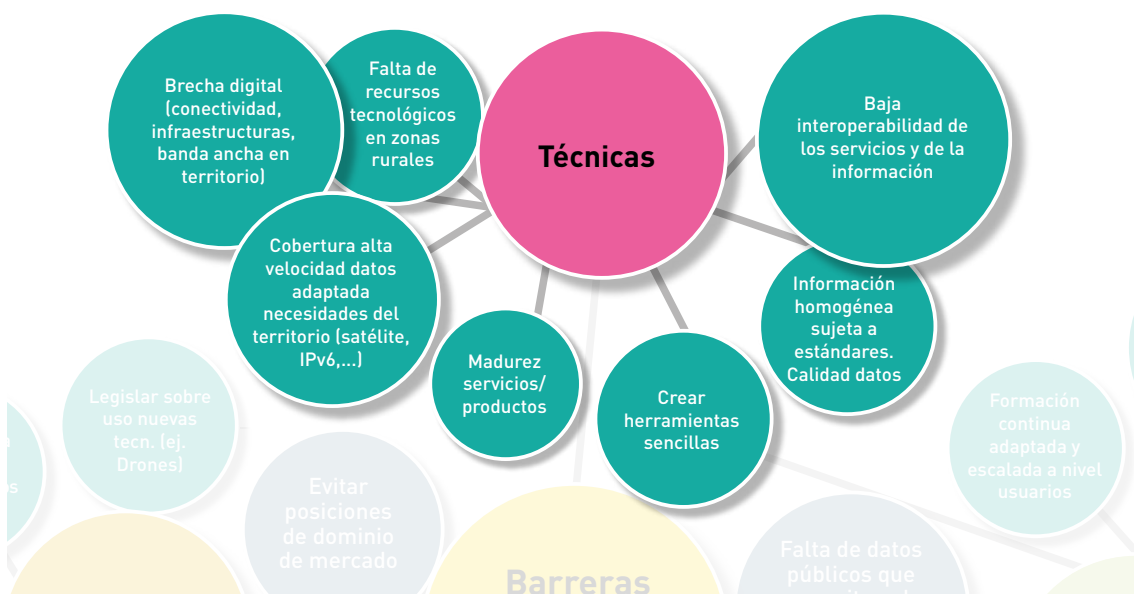 Brecha digital
(conectividad,
infraestructuras,
banda ancha en
territorio)
Falta de
recursos
tecnológicos
en zonas
rurales
Técnicas
Baja
interoperabilidad de
los servicios y de la
información
Cobertura alta
velocidad datos
adaptada
necesidades del
territorio (satélite,
IPv6,...)
Madurez
servicios/
productos
Crear
herramientas
sencillas
Información
homogénea
sujeta a
estándares.
Calidad datos
Legislar sobre
uso nuevas
tecn. (ej.
Drones)
Evitar
posiciones
de dominio
de mercado
Barreras
Falta de datos
públicos que
Formación
continua
adaptada y
escalada a nivel
usuarios